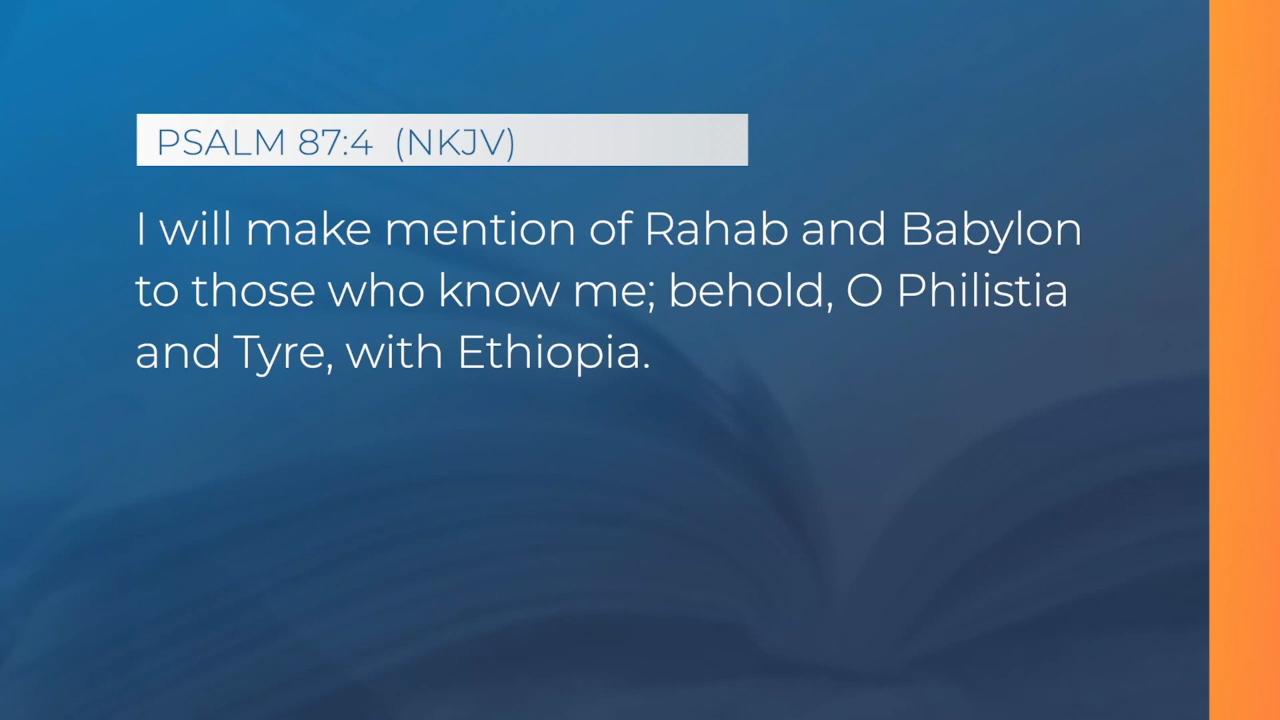 PSALM 87:4 (NKJV)
I will make mention of Rahab and Babylon
to those who know me; behold, O Philistia
and Tyre, with Ethiopia.